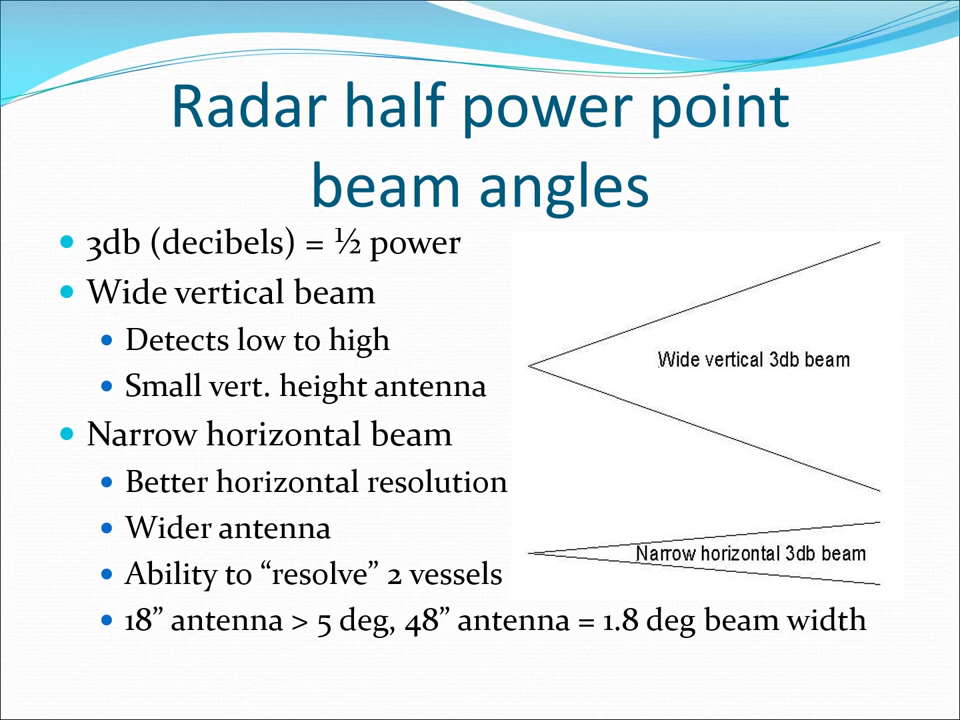 Radar half power point
beam angles
3db (decibels) = ½ power
Wide vertical beam
Detects low to high
Small vert. height antenna
Narrow horizontal beam
Better horizontal resolution
Wider antenna
Ability to “resolve” 2 vessels
18” antenna > 5 deg, 48” antenna = 1.8 deg beam width
Wide vertical 3db beam
Narrow horizontal 3db beam